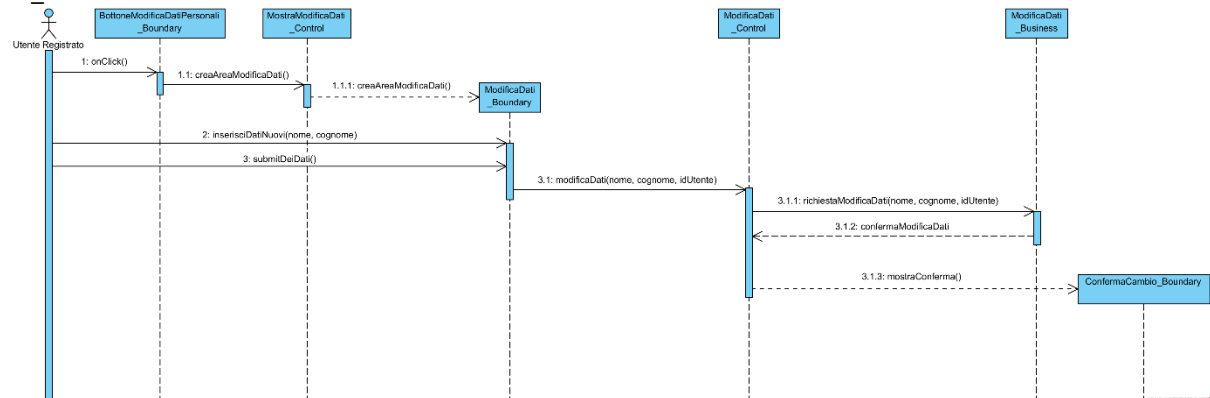 BottoneModificaDatiPersonali
_Boundary
MostraModificaDati
_Control
ModificaDati
_Control
ModificaDati
_Business
Utente Registrato
1: onClick()
1.1: creaAreaModificaDati()
1.1.1: creaAreaModificaDati()
ModificaDati
_Boundary
2: inserisciDatiNuovi(nome, cognome)
3: submitDeiDati()
3.1: modificaDati(nome, cognome, idUtente)
3.1.1: richiestaModificaDati(nome, cognome, idUtente)
3.1.2: confermaModificaDati
3.1.3: mostraConferma()
ConfermaCambio_Boundary